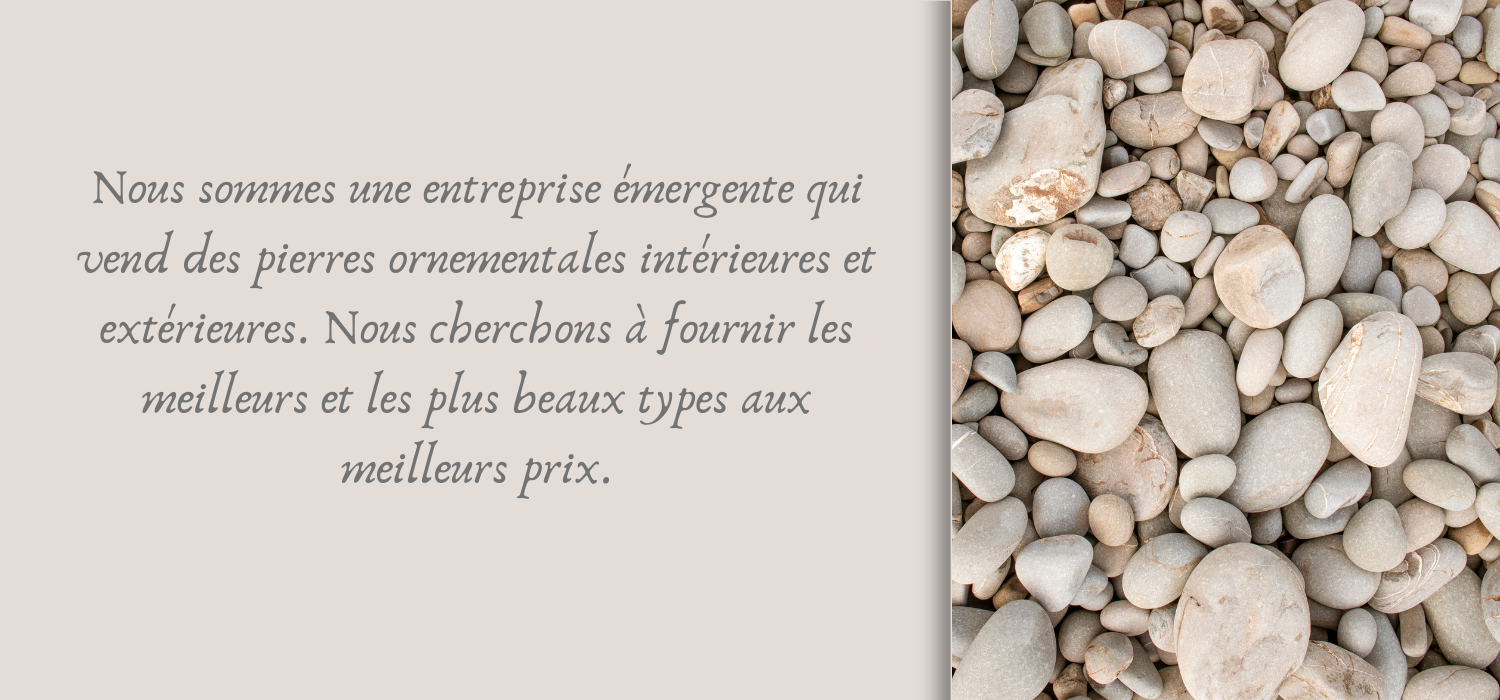 Nous sommes une entreprise émergente qui
vend des pierres ornementales intérieures et
extérieures. Nous cherchons à fournir les
meilleurs et les plus beaux types aux
meilleurs prix.